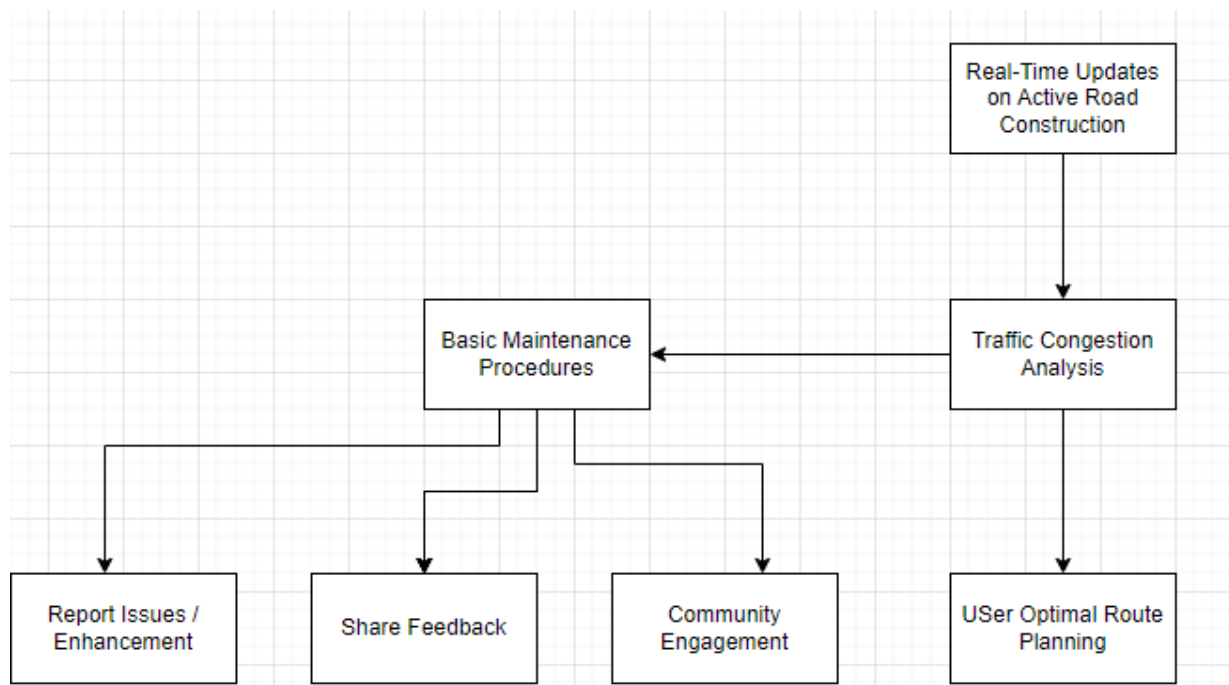 Real-Time Updates
on Active Road
Construction
Basic Maintenance
Procedures
Traffic Congestion
Analysis
Report Issues /
Enhancement
Share Feedback
Community
Engagement
USer Optimal Route
Planning